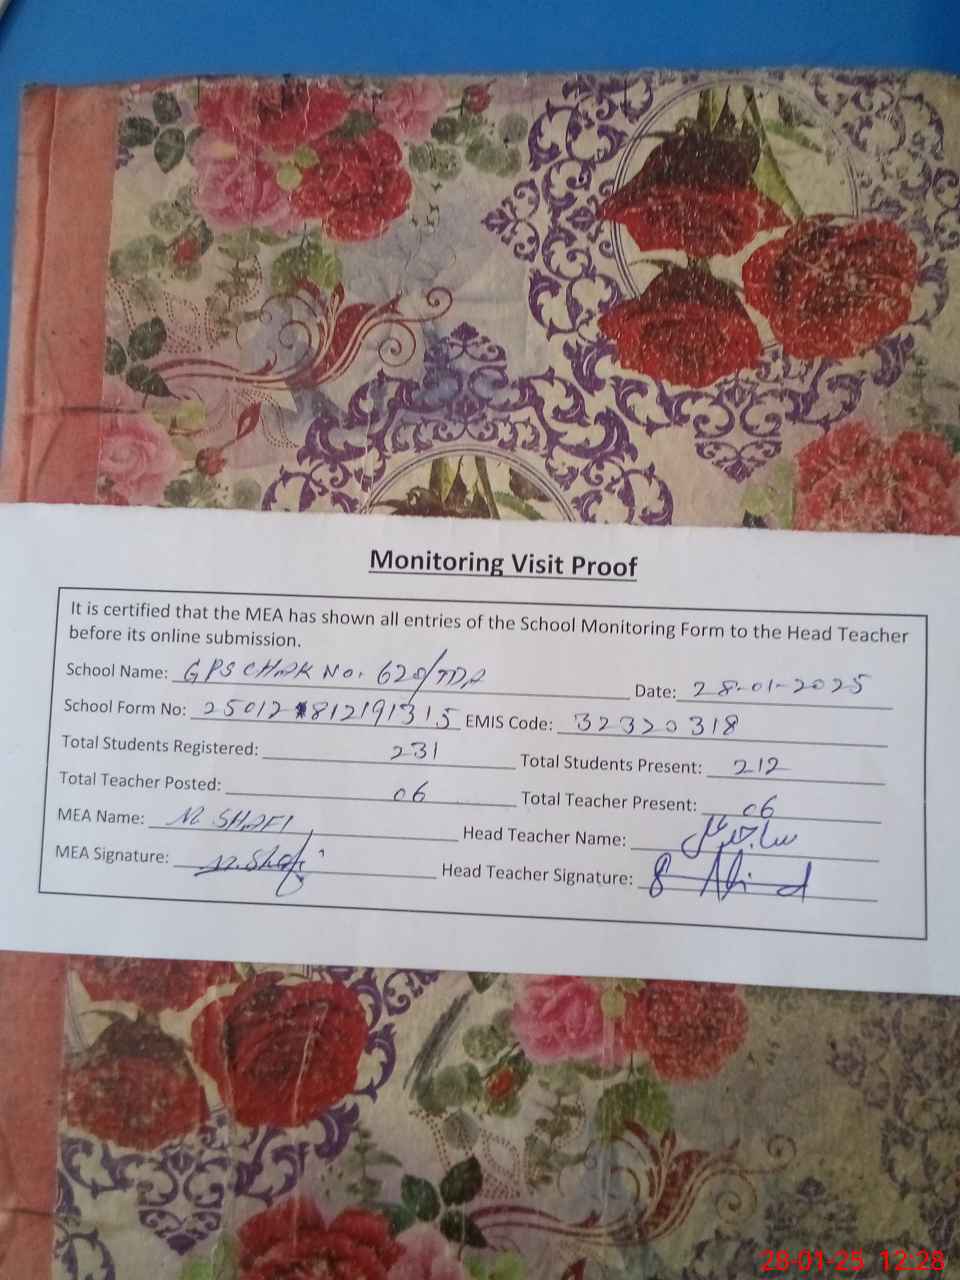 Monitoring Visit Proof
It is certified that the MEA has shown all entries of the School Monitoring Form to the Head Teacher
before its online submission.
School Name: GPS CHAK No. 620/TDA Date: 28-01-2025
School Form No: 25012 812191315 EMIS Code: 32320318
Total Students Registered: 231 Total Students Present: 212
Total Teacher Posted: 06 Total Teacher Present: 06
MEA Name: M SHAFI Head Teacher Name:
MEA Signature: M. Shafi Head Teacher Signature:
28-01-25 12:28